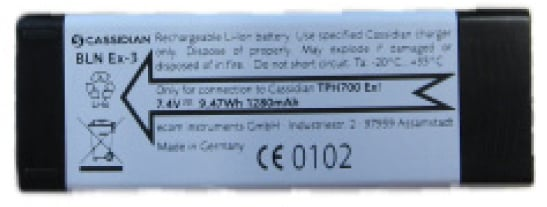 CASSIDIAN Rechargeable Li-Ion battery. Use specified Cassidian charger
BLN Ex-3 only. Dispose of properly. May explode if damaged or
disposed of in fire. Do not short circuit. Ta: -20°C.. +55°C
Li-Ion
Only for connection to Cassidian TPH700 Ex!
7.4V 9.47Wh 1280mAh
ecom instruments GmbH Industriestr. 2 97959 Assamstadt
Made in Germany
CE 0102